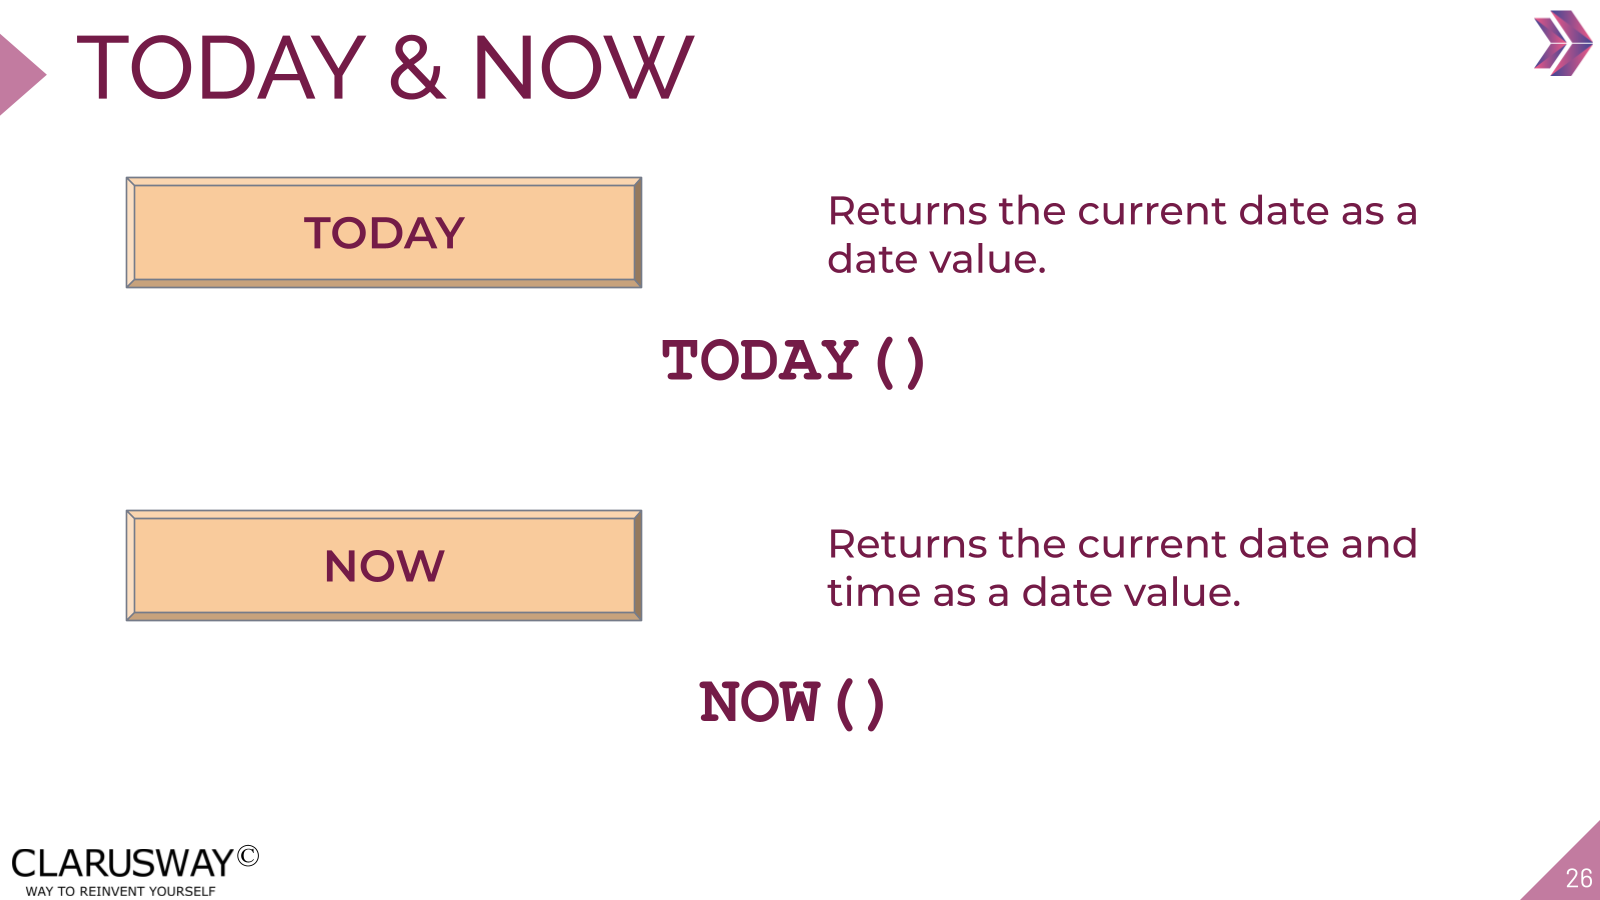 TODAY & NOW
TODAY
Returns the current date as a
date value.
TODAY()
NOW
Returns the current date and
time as a date value.
NOW()
CLARUSWAY©
WAY TO REINVENT YOURSELF
26